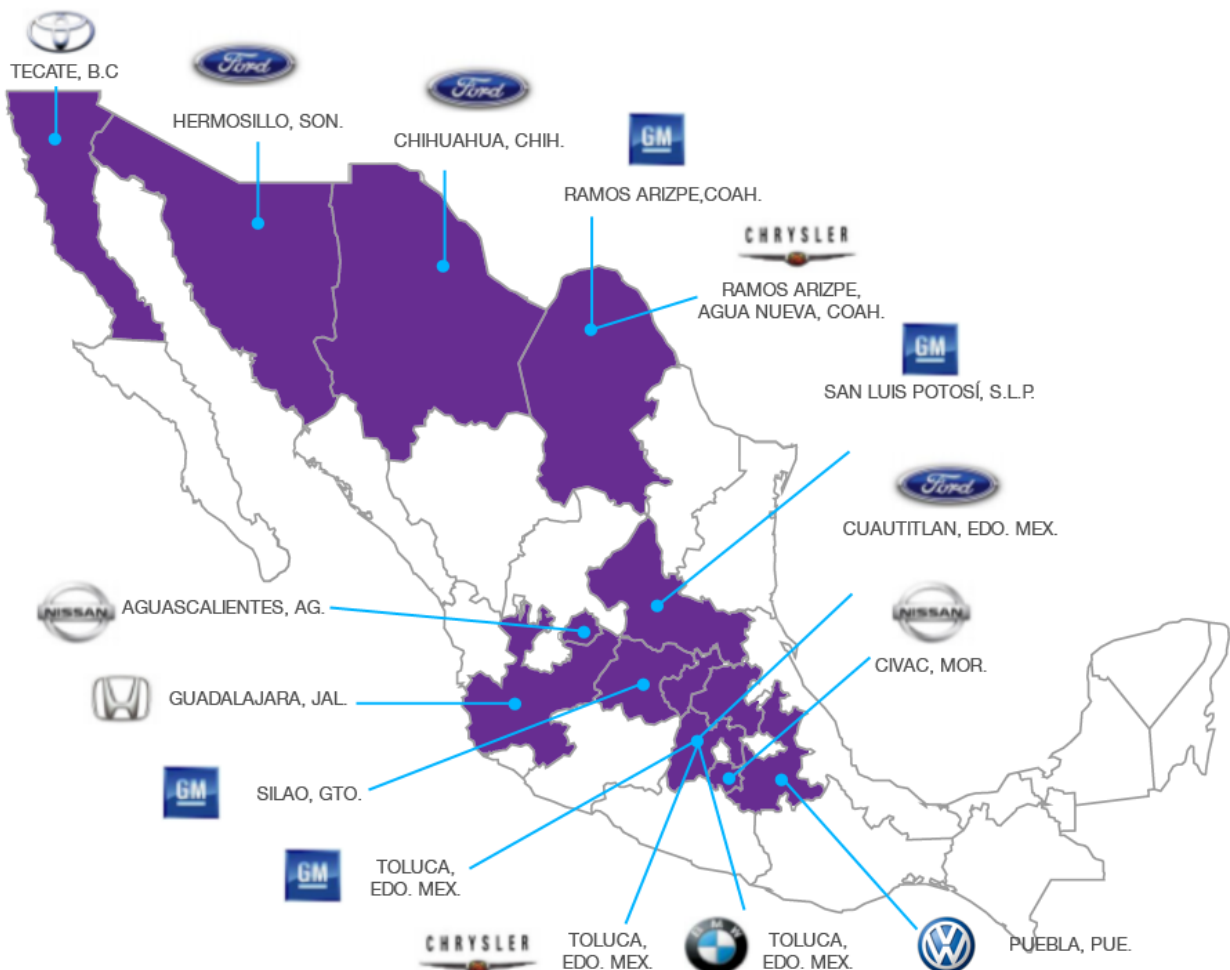 TECATE, B.C
Ford
HERMOSILLO, SON.
Ford
CHIHUAHUA, CHIH.
GM
RAMOS ARIZPE,COAH.
CHRYSLER
RAMOS ARIZPE,
AGUA NUEVA, COAH.
GM
SAN LUIS POTOSÍ, S.L.P.
Ford
CUAUTITLAN, EDO. MEX.
NISSAN
AGUASCALIENTES, AG.
NISSAN
CIVAC, MOR.
GUADALAJARA, JAL.
GM
SILAO, GTO.
GM
TOLUCA,
EDO. MEX.
CHRYSLER
TOLUCA,
EDO. MEX.
BMW
TOLUCA,
EDO. MEX.
VW
PUEBLA, PUE.